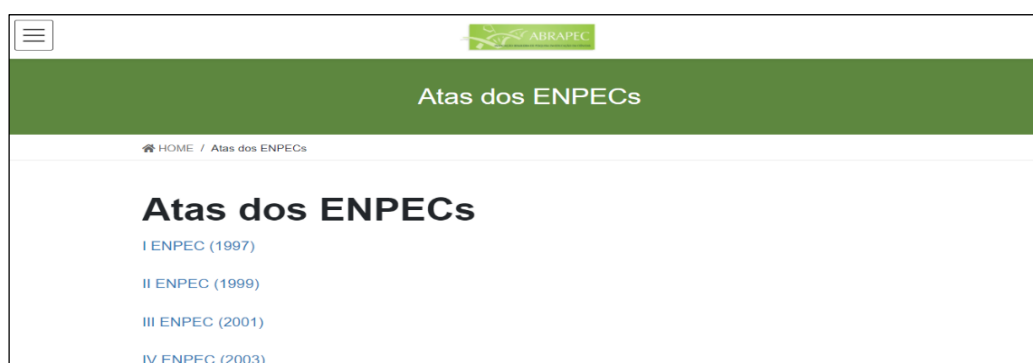 ABRAPEC
Atas dos ENPECs
HOME / Atas dos ENPECs
Atas dos ENPECs
I ENPEC (1997)
II ENPEC (1999)
III ENPEC (2001)
IV ENPEC (2003)